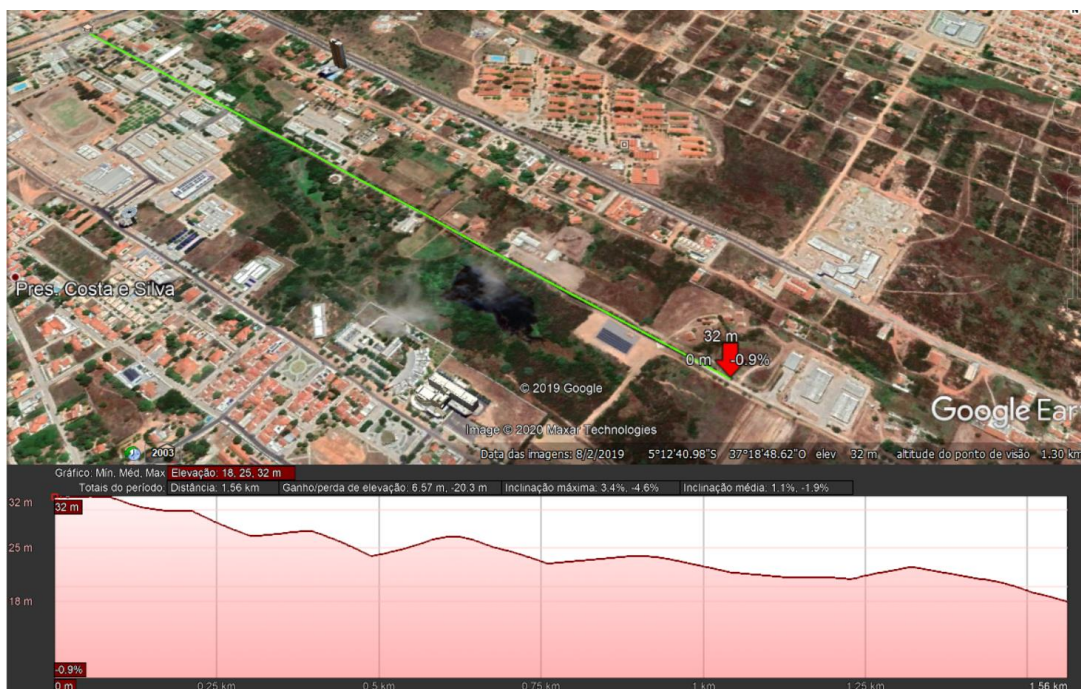 N
Pres. Costa e Silva
32 m
0 m -0.9%
© 2019 Google
Google Ear
Image © 2020 Maxar Technologies
2003
Data das imagens: 8/2/2019 5°12'40.98"S 37°18'48.62"O elev 32 m altitude do ponto de visão 1.30 km
Gráfico: Mín, Méd, Max Elevação: 18, 25, 32 m
Totais do período: Distância: 1.56 km Ganho/perda de elevação: 6.57 m, -20.3 m Inclinação máxima: 3.4%, -4.6% Inclinação média: 1.1%, -1.9%
32 m
32 m
25 m
18 m
-0.9%
0 m 0.25 km 0.5 km 0.75 km 1 km 1.25 km 1.56 km